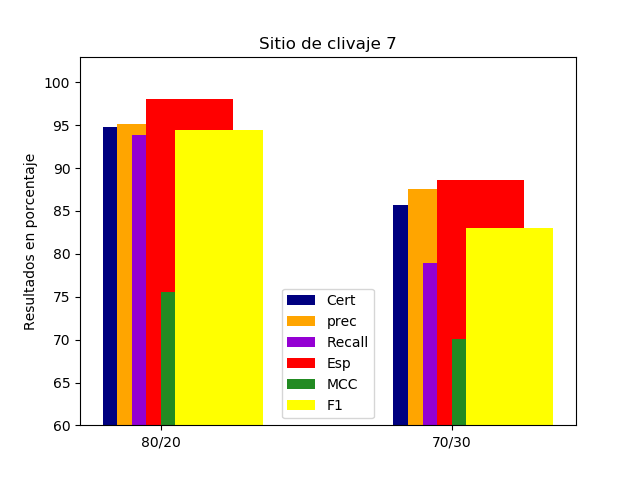 Sitio de clivaje 7
Resultados en porcentaje
100
95
90
85
80
75
70
65
60
80/20
70/30
Cert
prec
Recall
Esp
MCC
F1